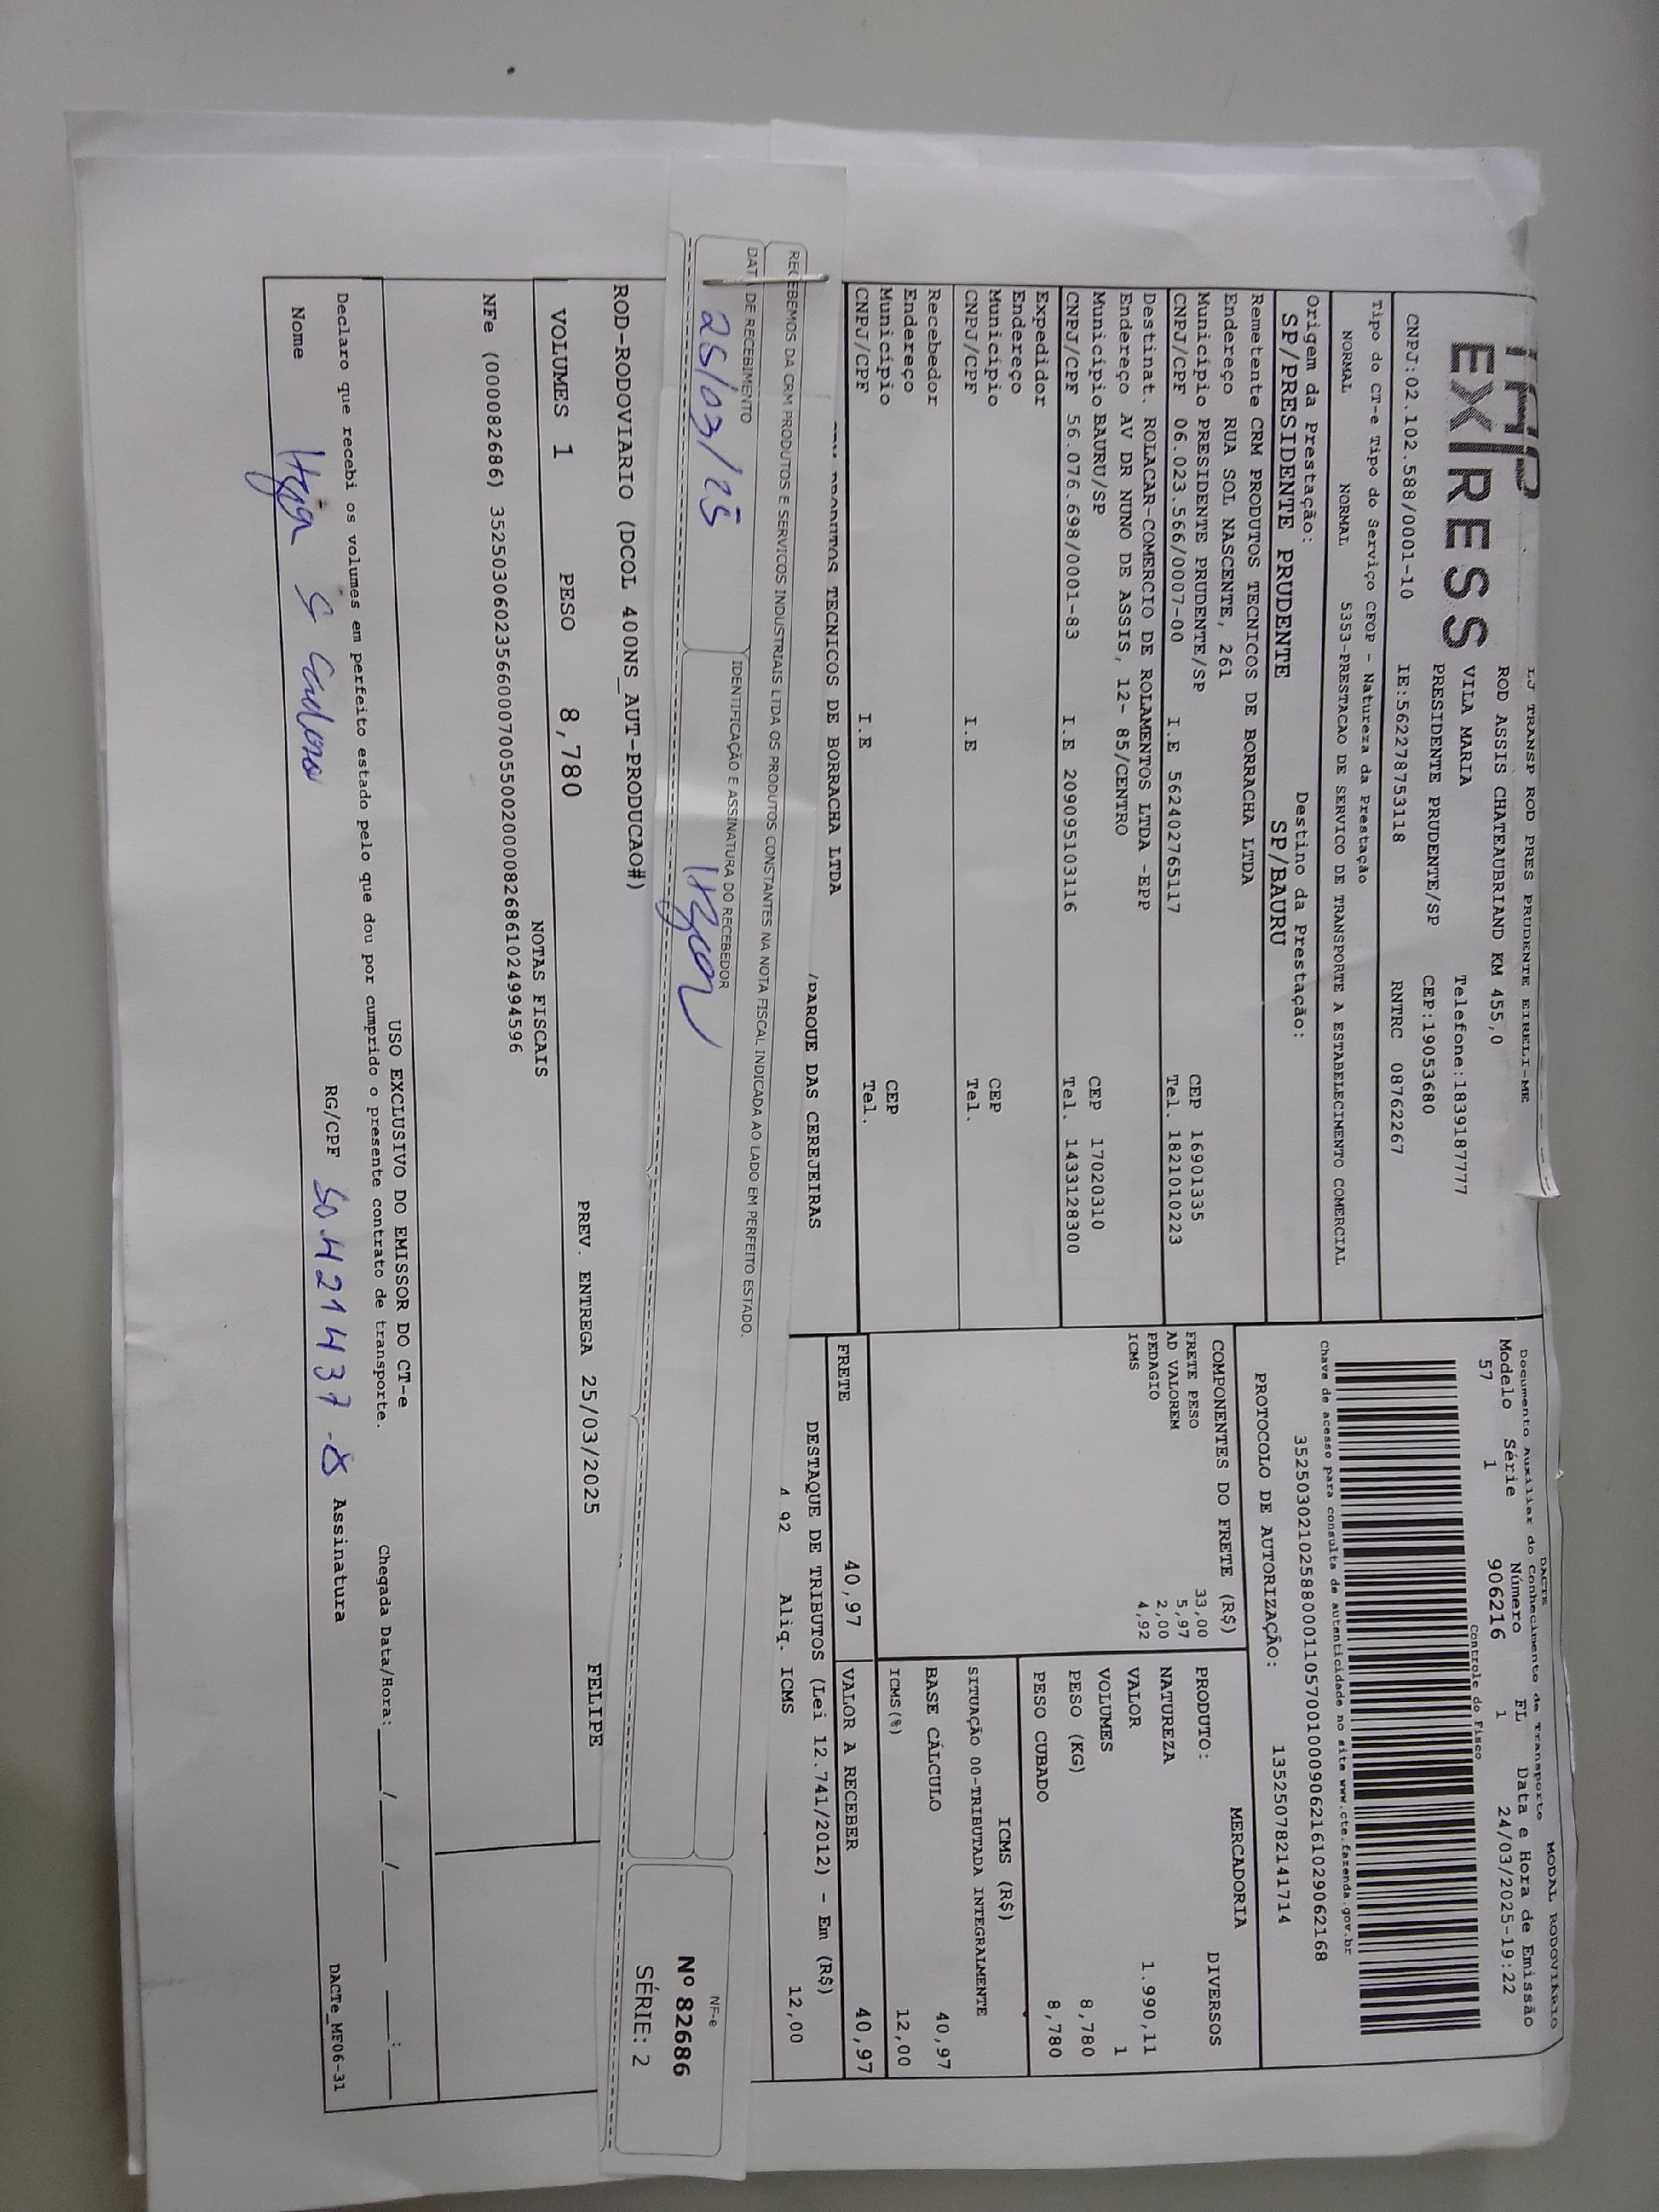 EXPRESS
LJ TRANSP ROD PRES PRUDENTE EIRELI-ME
ROD ASSIS CHATEAUBRIAND KM 455,0
VILA MARIA Telefone:1839187777
PRESIDENTE PRUDENTE/SP CEP:19053680
CNPJ:02.102.588/0001-10 IE:562278753118 RNTRC 08762267
Tipo do CT-e Tipo do Serviço CFOP - Natureza da Prestação
NORMAL NORMAL 5353-PRESTACAO DE SERVICO DE TRANSPORTE A ESTABELECIMENTO COMERCIAL
Origem da Prestação: Destino da Prestação:
SP/PRESIDENTE PRUDENTE SP/BAURU
Remetente CRM PRODUTOS TECNICOS DE BORRACHA LTDA
Endereço RUA SOL NASCENTE, 261
Município PRESIDENTE PRUDENTE/SP CEP 16901335
CNPJ/CPF 06.023.566/0007-00 I.E 562402765117 Tel. 1821010223
Destinat. ROLACAR-COMERCIO DE ROLAMENTOS LTDA -EPP
Endereço AV DR NUNO DE ASSIS, 12- 85/CENTRO
Município BAURU/SP CEP 17020310
CNPJ/CPF 56.076.698/0001-83 I.E 209095103116 Tel. 1433128300
Expedidor
Endereço
Município CEP
CNPJ/CPF I.E Tel.
Recebedor
Endereço
Município CEP
CNPJ/CPF I.E Tel.
PRODUTOS TECNICOS DE BORRACHA LTDA
/PARQUE DAS CEREJEIRAS
DACTE MODAL RODOVIÁRIO
Documento Auxiliar do Conhecimento de Transporte
Modelo Série Número FL Data e Hora de Emissão
57 1 906216 1 24/03/2025-19:22
Controle do Fisco
Chave de acesso para consulta de autenticidade no site www.cte.fazenda.gov.br
35250302102588000110570010009062161029062168
PROTOCOLO DE AUTORIZAÇÃO: 135250782141714
COMPONENTES DO FRETE (R$)
FRETE PESO 33,00
AD VALOREM 5,97
PEDAGIO 2,00
ICMS 4,92
MERCADORIA
PRODUTO: DIVERSOS
NATUREZA
VALOR 1.990,11
VOLUMES 1
PESO (KG) 8,780
PESO CUBADO 8,780
ICMS (R$)
SITUAÇÃO 00-TRIBUTADA INTEGRALMENTE
BASE CÁLCULO 40,97
ICMS(%) 12,00
FRETE 40,97 VALOR A RECEBER 40,97
DESTAQUE DE TRIBUTOS (Lei 12.741/2012) - Em (R$)
4 92 Aliq. ICMS 12,00
RECEBEMOS DA CRM PRODUTOS E SERVICOS INDUSTRIAIS LTDA OS PRODUTOS CONSTANTES NA NOTA FISCAL INDICADA AO LADO EM PERFEITO ESTADO.
DATA DE RECEBIMENTO IDENTIFICAÇÃO E ASSINATURA DO RECEBEDOR
25/03/25
NF-e
Nº 82686
SÉRIE: 2
ROD-RODOVIARIO (DCOL 400NS_AUT-PRODUCAO#)
VOLUMES 1 PESO 8,780 PREV. ENTREGA 25/03/2025 FELIPE
NOTAS FISCAIS
NFe (000082686) 35250306023566000700550020000826861024994596
USO EXCLUSIVO DO EMISSOR DO CT-e
Declaro que recebi os volumes em perfeito estado pelo que dou por cumprido o presente contrato de transporte. Chegada Data/Hora:___/___/_____ ___:___
Nome RG/CPF 50.421437-8 Assinatura
DACTe_MF06-31